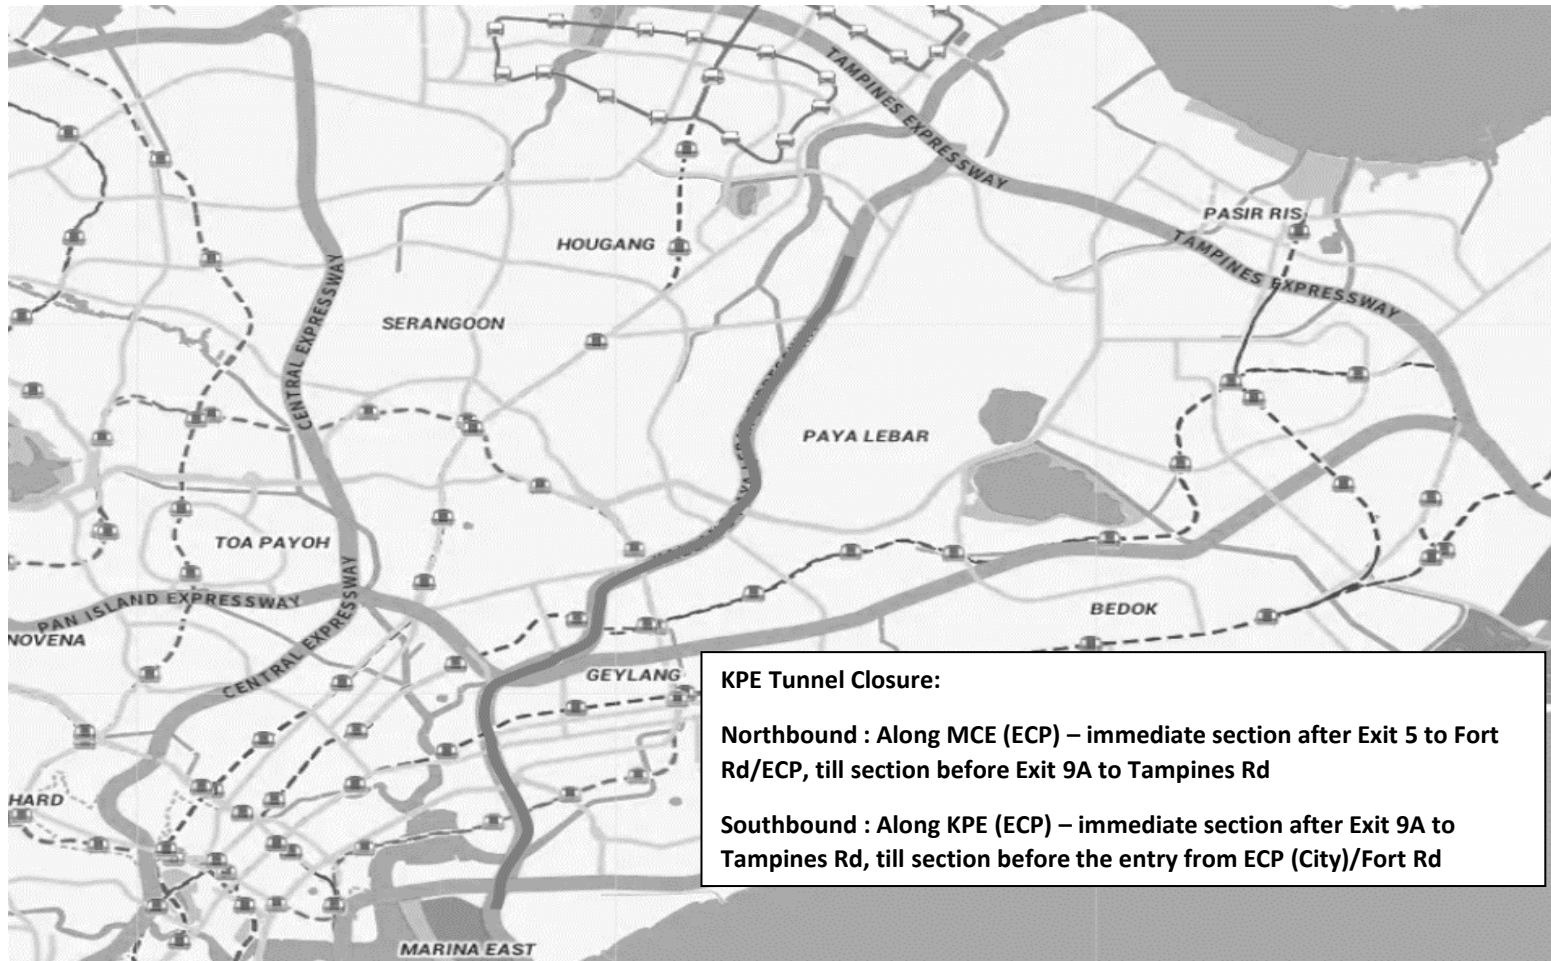 TAMPINES EXPRESSWAY
PASIR RIS
HOUGANG
TAMPINES EXPRESSWAY
CENTRAL EXPRESSWAY
SERANGOON
PAYA LEBAR
TOA PAYOH
PAN ISLAND EXPRESSWAY
CENTRAL EXPRESSWAY
NOVENA
BEDOK
GEYLANG
KPE Tunnel Closure:
Northbound : Along MCE (ECP) – immediate section after Exit 5 to Fort
Rd/ECP, till section before Exit 9A to Tampines Rd
Southbound : Along KPE (ECP) – immediate section after Exit 9A to
Tampines Rd, till section before the entry from ECP (City)/Fort Rd
HARD
MARINA EAST